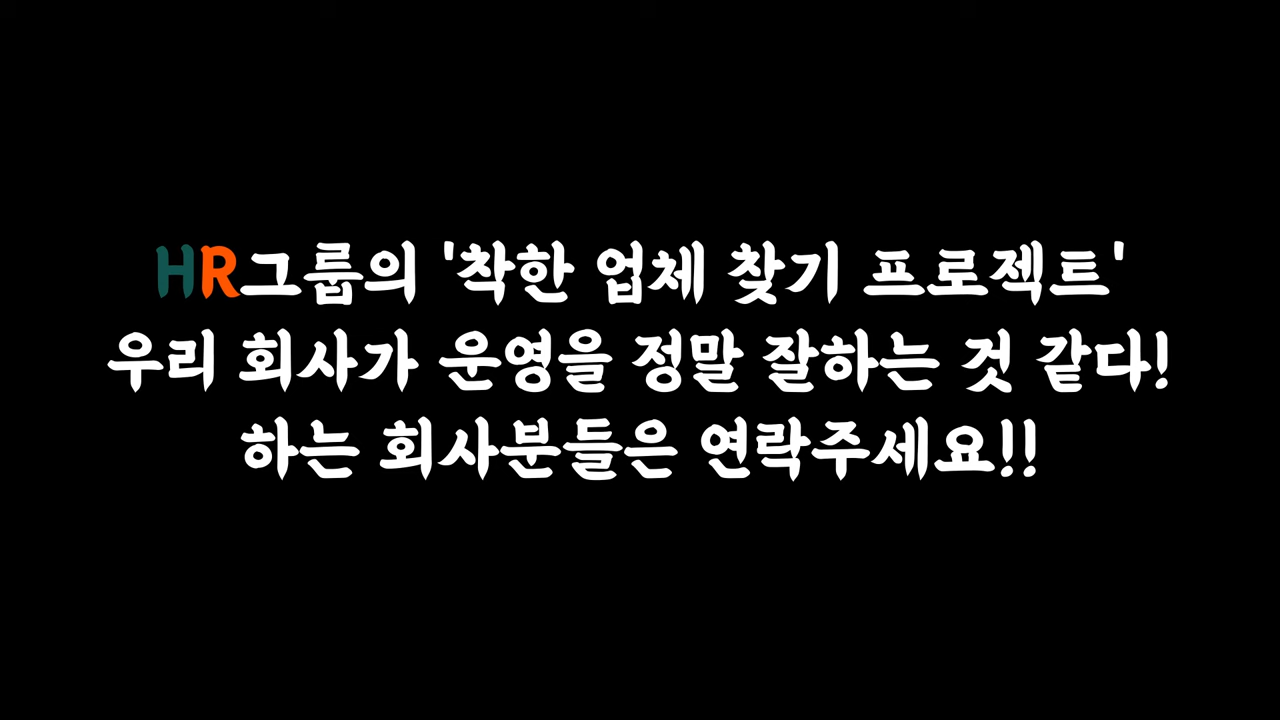 HR그룹의 '착한 업체 찾기 프로젝트'
우리 회사가 운영을 정말 잘하는 것 같다!
하는 회사분들은 연락주세요!!